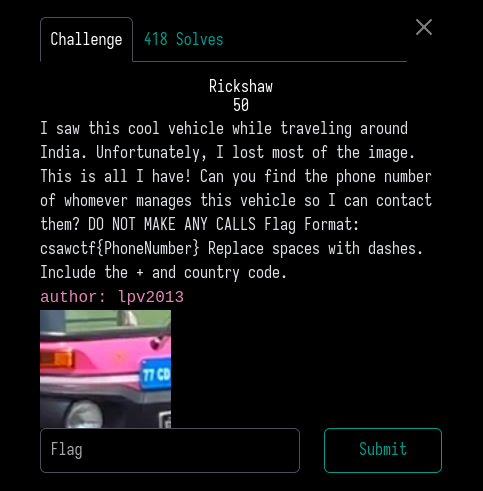 Challenge
418 Solves
Rickshaw
50
I saw this cool vehicle while traveling around
India. Unfortunately, I lost most of the image.
This is all I have! Can you find the phone number
of whomever manages this vehicle so I can contact
them? DO NOT MAKE ANY CALLS Flag Format:
csawctf{PhoneNumber} Replace spaces with dashes.
Include the + and country code.
author: lpv2013
77 CD
Flag
Submit